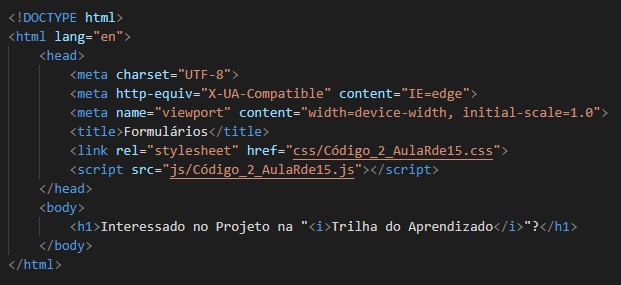 <!DOCTYPE html>
<html lang="en">
<head>
<meta charset="UTF-8">
<meta http-equiv="X-UA-Compatible" content="IE=edge">
<meta name="viewport" content="width=device-width, initial-scale=1.0">
<title>Formulários</title>
<link rel="stylesheet" href="css/Código_2_AulaRde15.css">
<script src="js/Código_2_AulaRde15.js"></script>
</head>
<body>
<h1>Interessado no Projeto na "<i>Trilha do Aprendizado</i>"?</h1>
</body>
</html>